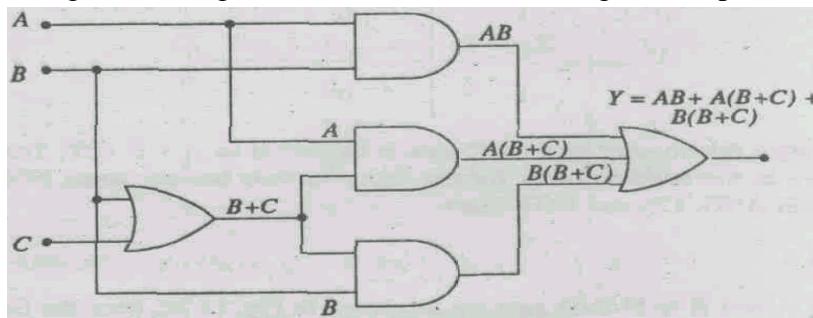 A
AB
B
Y = AB + A(B+C) +
B(B+C)
A
A(B+C)
B(B+C)
B+C
C
B